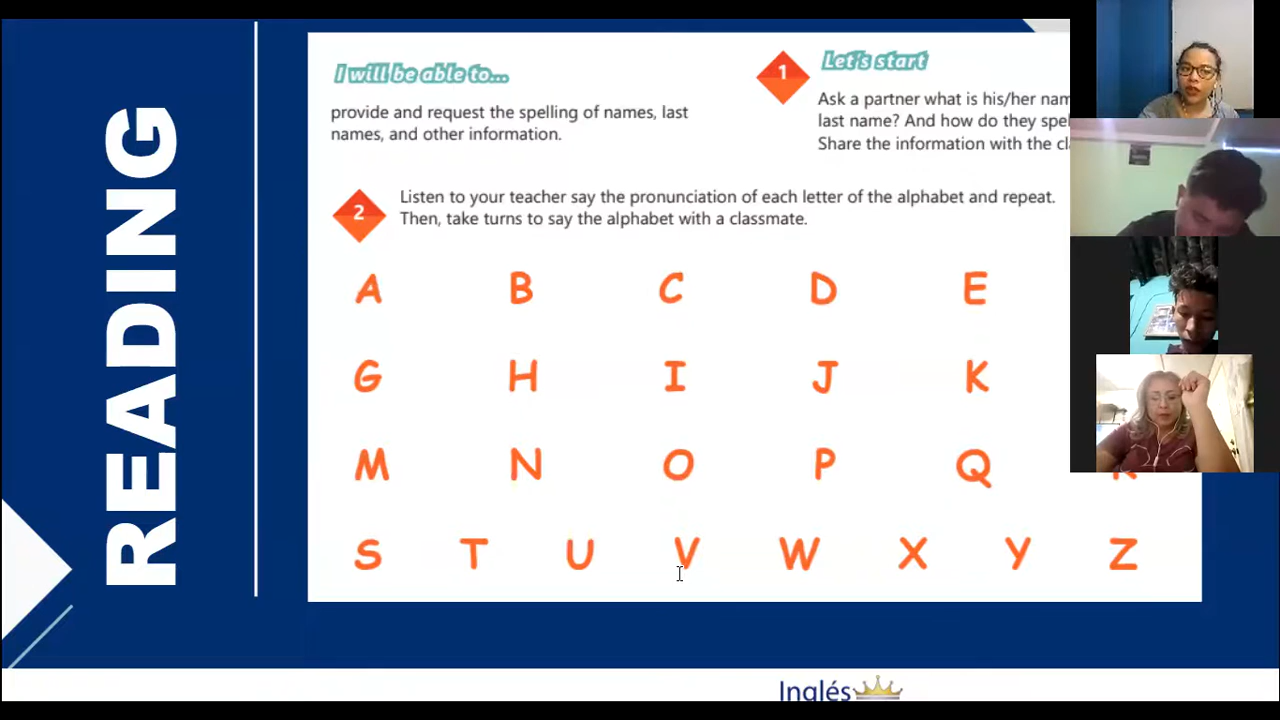 READING
I will be able to...
provide and request the spelling of names, last
names, and other information.
1
Let's start
Ask a partner what is his/her
last name? And how do they
Share the information with the
2
Listen to your teacher say the pronunciation of each letter of the alphabet and repeat.
Then, take turns to say the alphabet with a classmate.
A B C D E
G H I J K
M N O P Q
S T U V W X Y Z
Inglés